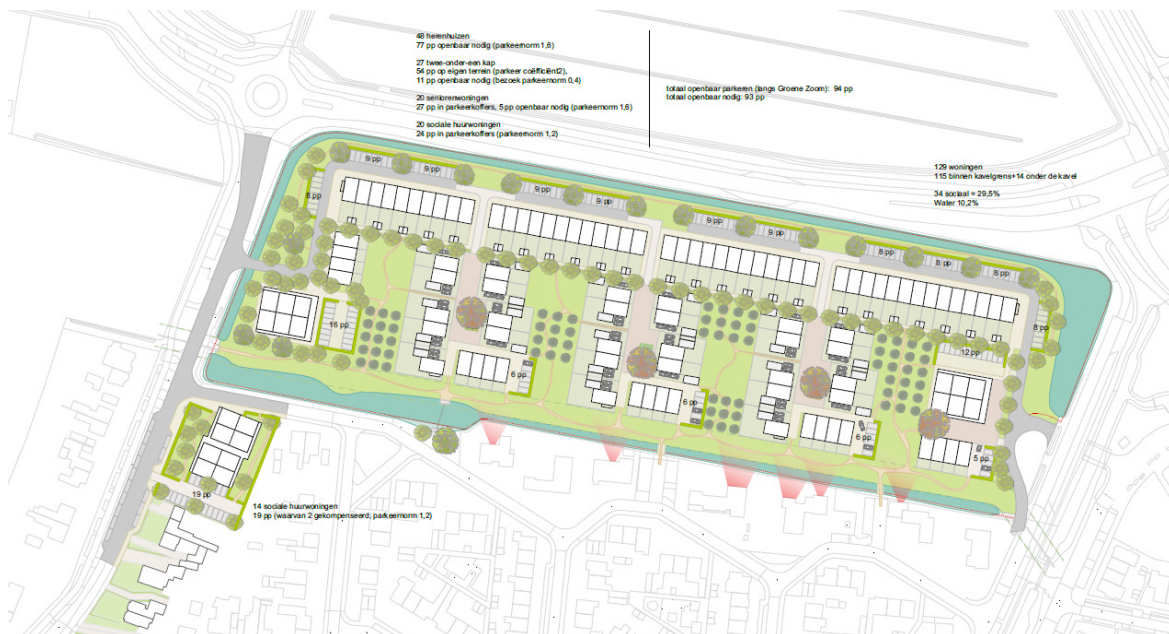 48 herenhuizen
77 pp openbaar nodig (parkeernorm 1,6)
27 twee-onder-een kap
54 pp op eigen terrein (parkeer coëfficiënt2),
11 pp openbaar nodig (bezoek parkeernorm 0,4)
20 seniorenwoningen
27 pp in parkeerkoffers, 5 pp openbaar nodig (parkeernorm 1,6)
20 sociale huurwoningen
24 pp in parkeerkoffers (parkeernorm 1,2)
totaal openbaar parkeren (langs Groene Zoom): 94 pp
totaal openbaar nodig: 93 pp
129 woningen
115 binnen kavelgrens+14 onder de kavel
34 sociaal = 29,5%
Water 10,2%
9 pp
9 pp
9 pp
9 pp
9 pp
9 pp
8 pp
8 pp
8 pp
8 pp
8 pp
16 pp
12 pp
6 pp
6 pp
6 pp
5 pp
19 pp
14 sociale huurwoningen
19 pp (waarvan 2 gekompenseerd, parkeernorm 1,2)